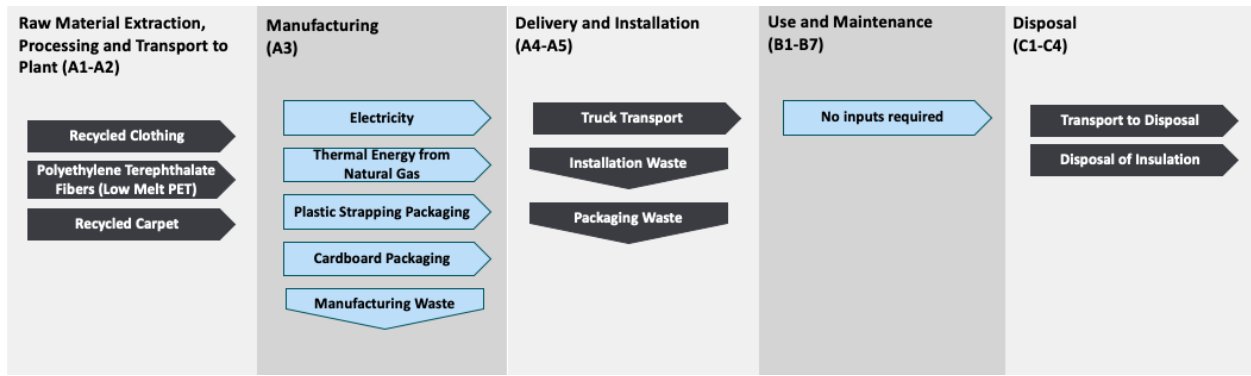 Raw Material Extraction,
Processing and Transport to
Plant (A1-A2)
Recycled Clothing
Polyethylene Terephthalate
Fibers (Low Melt PET)
Recycled Carpet
Manufacturing
(A3)
Electricity
Thermal Energy from
Natural Gas
Plastic Strapping Packaging
Cardboard Packaging
Manufacturing Waste
Delivery and Installation
(A4-A5)
Truck Transport
Installation Waste
Packaging Waste
Use and Maintenance
(B1-B7)
No inputs required
Disposal
(C1-C4)
Transport to Disposal
Disposal of Insulation